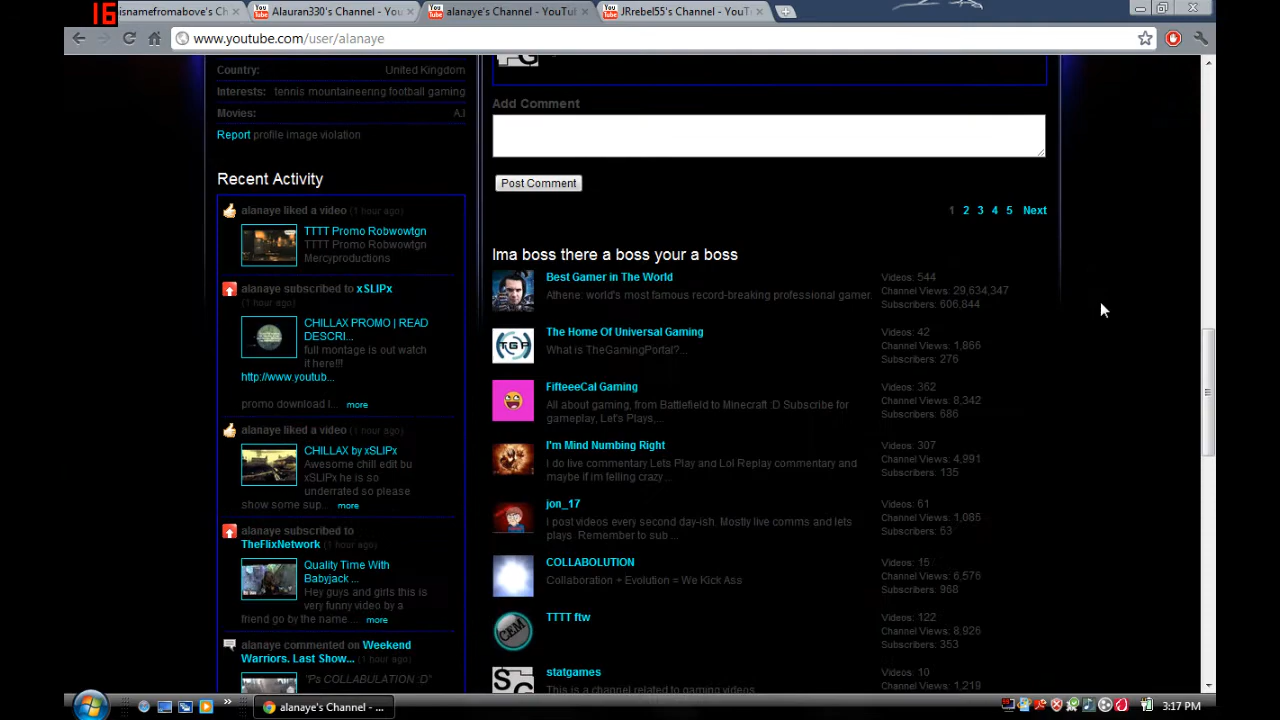 16
isnamefromabove's Ch
Alauran330's Channel - You
alanaye's Channel - YouTul
JRrebel55's Channel - YouT
www.youtube.com/user/alanaye
Country: United Kingdom
Interests: tennis mountaineering football gaming
Movies: A.I
Report profile image violation
Recent Activity
alanaye liked a video (1 hour ago)
TTTT Promo Robwowtgn
TTTT Promo Robwowtgn
Mercyproductions
alanaye subscribed to xSLIPx
(1 hour ago)
CHILLAX PROMO | READ
DESCRI...
full montage is out watch
it here!!!
http://www.youtub...
promo download l... more
alanaye liked a video (1 hour ago)
CHILLAX by xSLIPx
Awesome chill edit bu
xSLIPx he is so
underrated so please
show some sup... more
alanaye subscribed to
TheFlixNetwork (1 hour ago)
Quality Time With
Babyjack ...
Hey guys and girls this is
very funny video by a
friend go by the name ... more
alanaye commented on Weekend
Warriors. Last Show... (1 hour ago)
"Ps COLLABULATION :D"
Add Comment
Post Comment
1 2 3 4 5 Next
Ima boss there a boss your a boss
Best Gamer in The World
Athene: world's most famous record-breaking professional gamer.
Videos: 544
Channel Views: 29,634,347
Subscribers: 606,844
The Home Of Universal Gaming
What is TheGamingPortal?...
Videos: 42
Channel Views: 1,866
Subscribers: 276
TGP
FifteeeCal Gaming
All about gaming, from Battlefield to Minecraft :D Subscribe for
gameplay, Let's Plays,...
Videos: 362
Channel Views: 8,342
Subscribers: 686
I'm Mind Numbing Right
I do live commentary Lets Play and Lol Replay commentary and
maybe if im felling crazy ..
Videos: 307
Channel Views: 4,991
Subscribers: 135
jon_17
I post videos every second day-ish. Mostly live comms and lets
plays. Remember to sub ...
Videos: 61
Channel Views: 1,085
Subscribers: 53
COLLABOLUTION
Collaboration + Evolution = We Kick Ass
Videos: 15
Channel Views: 6,576
Subscribers: 968
TTTT ftw
Videos: 122
Channel Views: 8,926
Subscribers: 353
CEM
statgames
This is a channel related to gaming videos
Videos: 10
Channel Views: 1,219
SG
alanaye's Channel - ...
3:17 PM